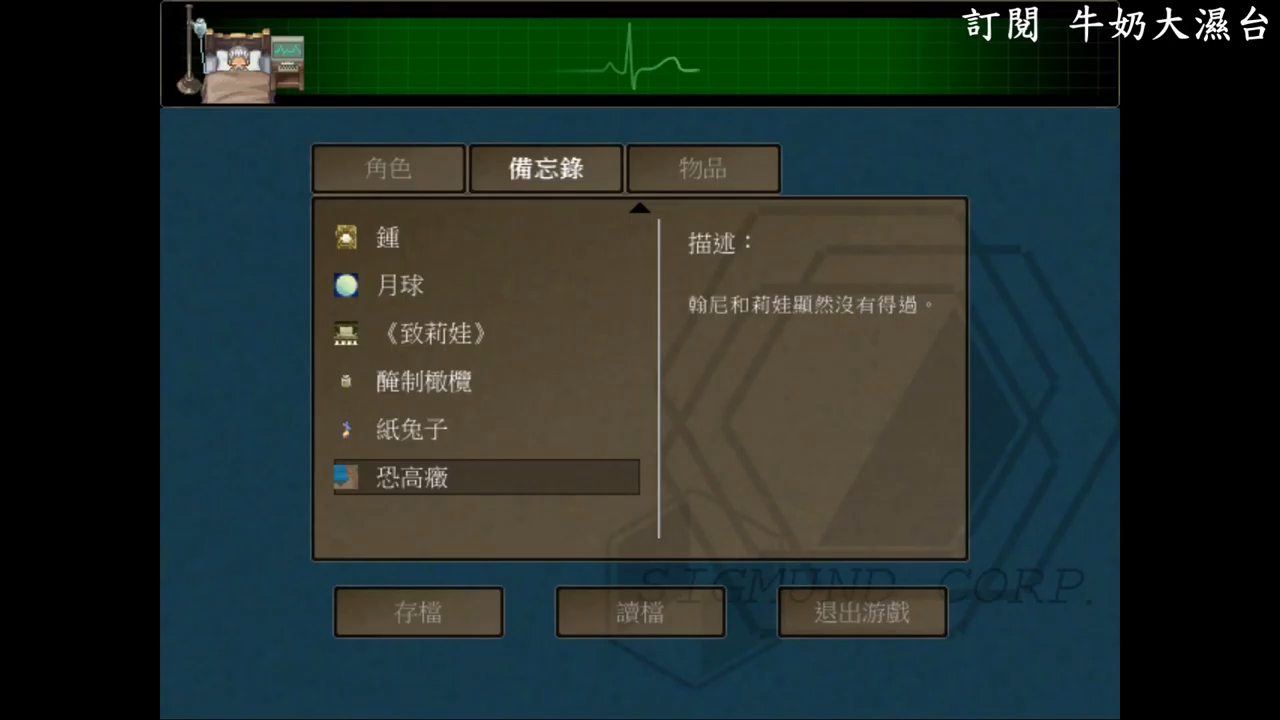 訂閱 牛奶大濕台
角色
備忘錄
物品
鍾
月球
《致莉娃》
醃制橄欖
紙兔子
恐高癥
描述：
翰尼和莉娃顯然沒有得過。
SIGMUND CORP.
存檔
讀檔
退出游戲